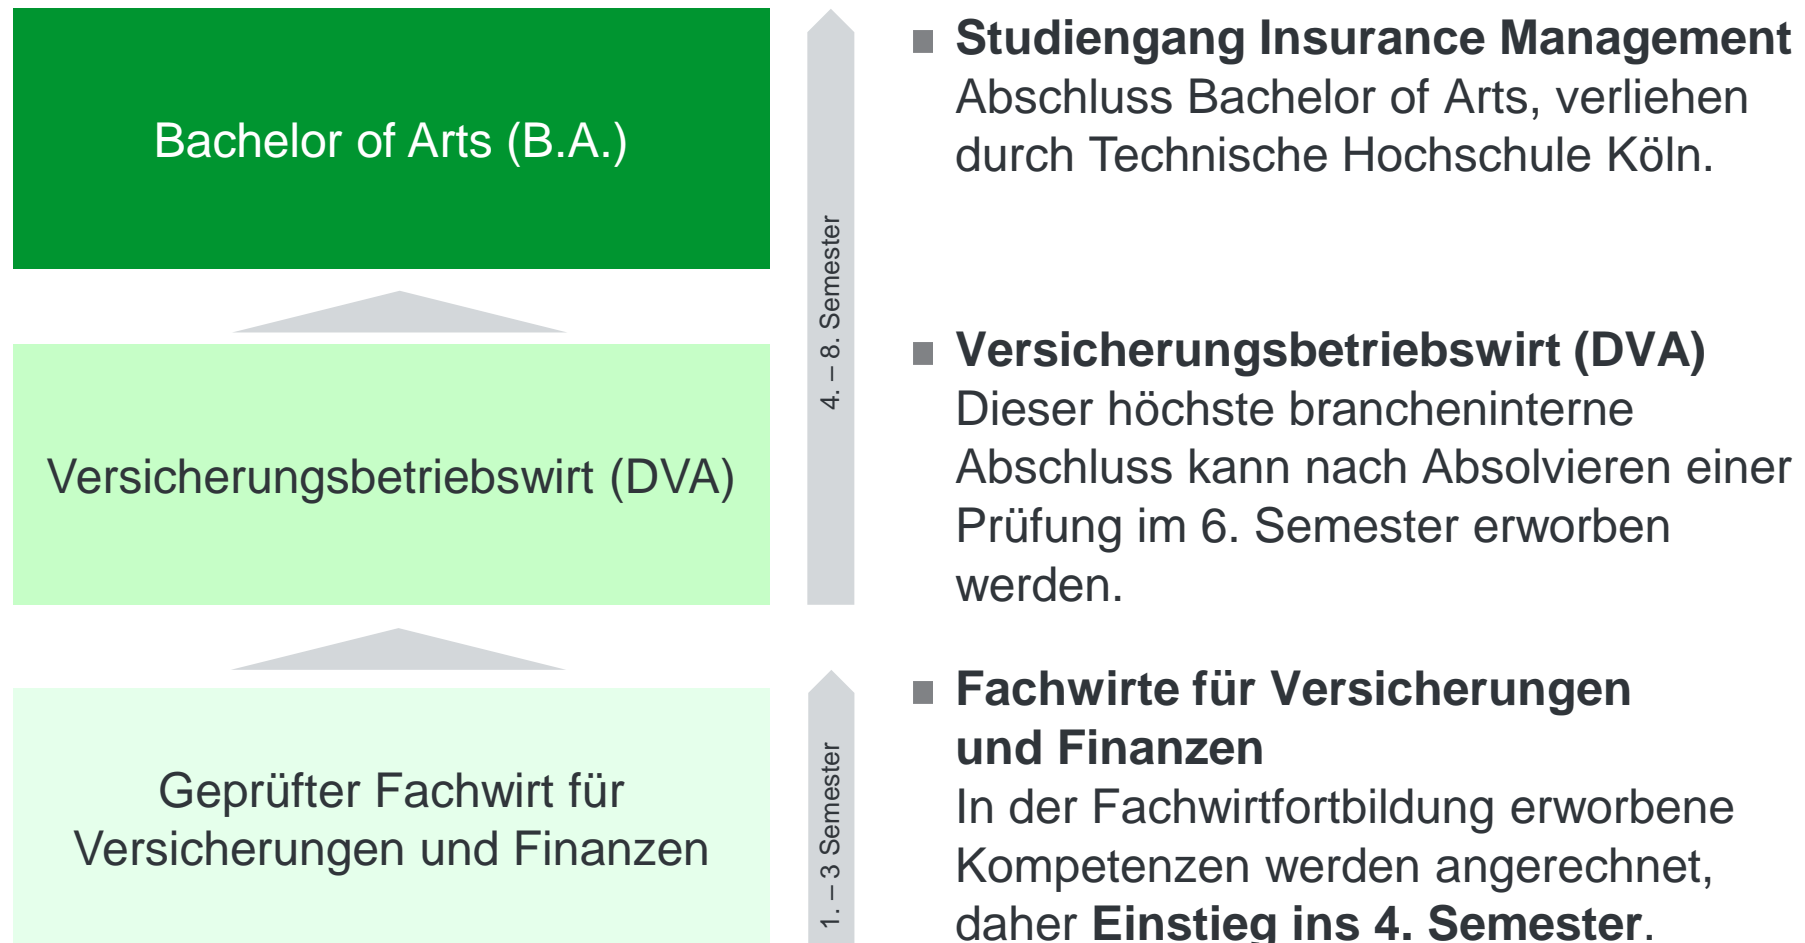 Bachelor of Arts (B.A.)
4. – 8. Semester
■ Studiengang Insurance Management
Abschluss Bachelor of Arts, verliehen
durch Technische Hochschule Köln.
Versicherungsbetriebswirt (DVA)
■ Versicherungsbetriebswirt (DVA)
Dieser höchste brancheninterne
Abschluss kann nach Absolvieren einer
Prüfung im 6. Semester erworben
werden.
Geprüfter Fachwirt für
Versicherungen und Finanzen
1. – 3 Semester
■ Fachwirte für Versicherungen
und Finanzen
In der Fachwirtfortbildung erworbene
Kompetenzen werden angerechnet,
daher Einstieg ins 4. Semester.